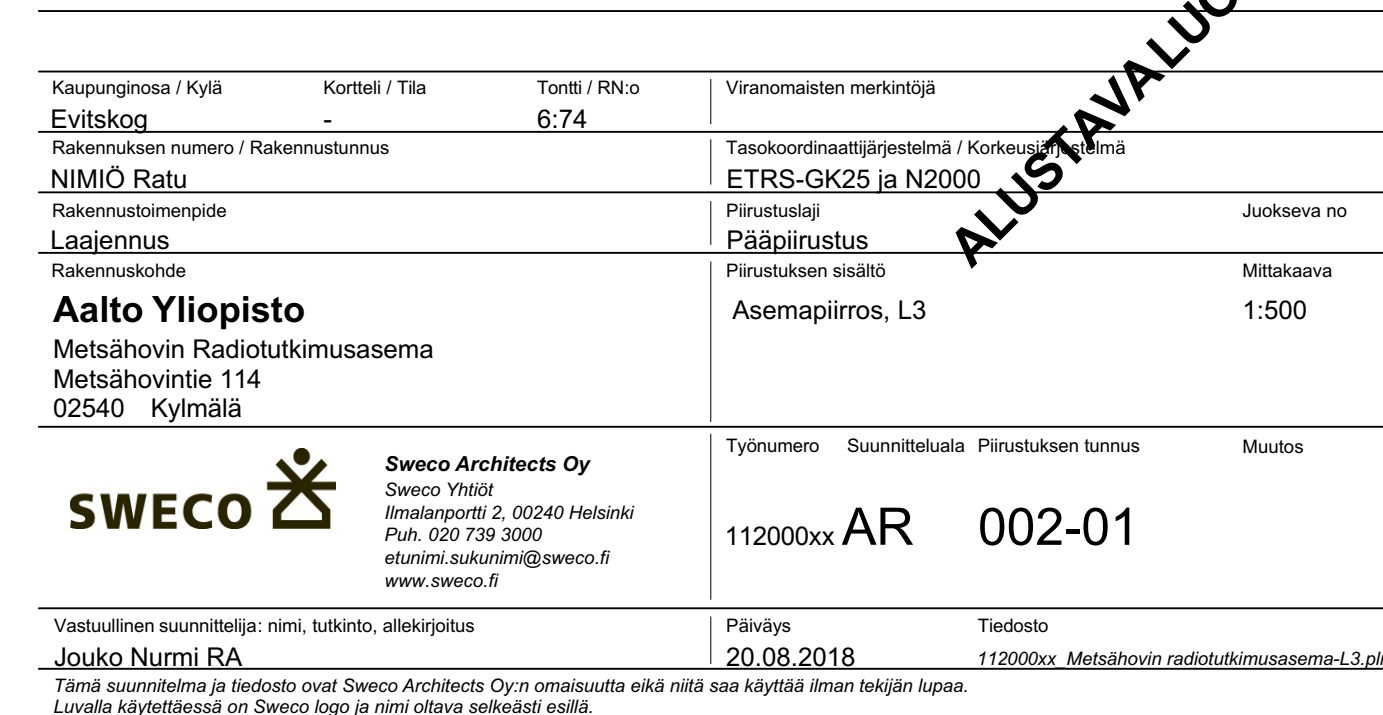 Kaupunginosa / Kylä Kortteli / Tila Tontti / RN:o Viranomaisten merkintöjä
Evitskog - 6:74
Rakennuksen numero / Rakennustunnus Tasokoordinaattijärjestelmä / Korkeusjärjestelmä
NIMIÖ Ratu ETRS-GK25 ja N2000
Rakennustoimenpide Piirustuslaji Juokseva no
Laajennus Pääpiirustus
Rakennuskohde Piirustuksen sisältö Mittakaava
Aalto Yliopisto Asemapiirros, L3 1:500
Metsähovin Radiotutkimusasema
Metsähovintie 114
02540 Kylmälä
Työnumero Suunnitteluala Piirustuksen tunnus Muutos
SWECO
Sweco Architects Oy
Sweco Yhtiöt
Ilmalanportti 2, 00240 Helsinki
Puh. 020 739 3000
etunimi.sukunimi@sweco.fi
www.sweco.fi
112000xx AR 002-01
Vastuullinen suunnittelija: nimi, tutkinto, allekirjoitus Päiväys Tiedosto
Jouko Nurmi RA 20.08.2018 112000xx_Metsähovin radiotutkimusasema-L3.pl
Tämä suunnitelma ja tiedosto ovat Sweco Architects Oy:n omaisuutta eikä niitä saa käyttää ilman tekijän lupaa.
Luvalla käytettäessä on Sweco logo ja nimi oltava selkeästi esillä.
ALUSTAVALUO